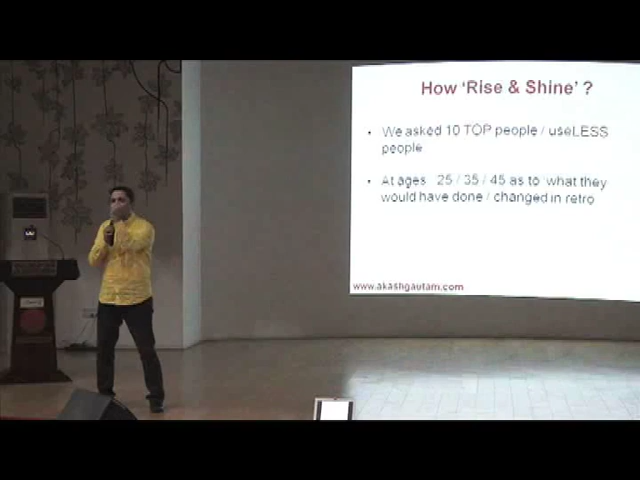 How 'Rise & Shine' ?
We asked 10 TOP people / useLESS
people
At ages 25 / 35 / 45 as to what they
would have done / changed in retro
www.akashgautam.com